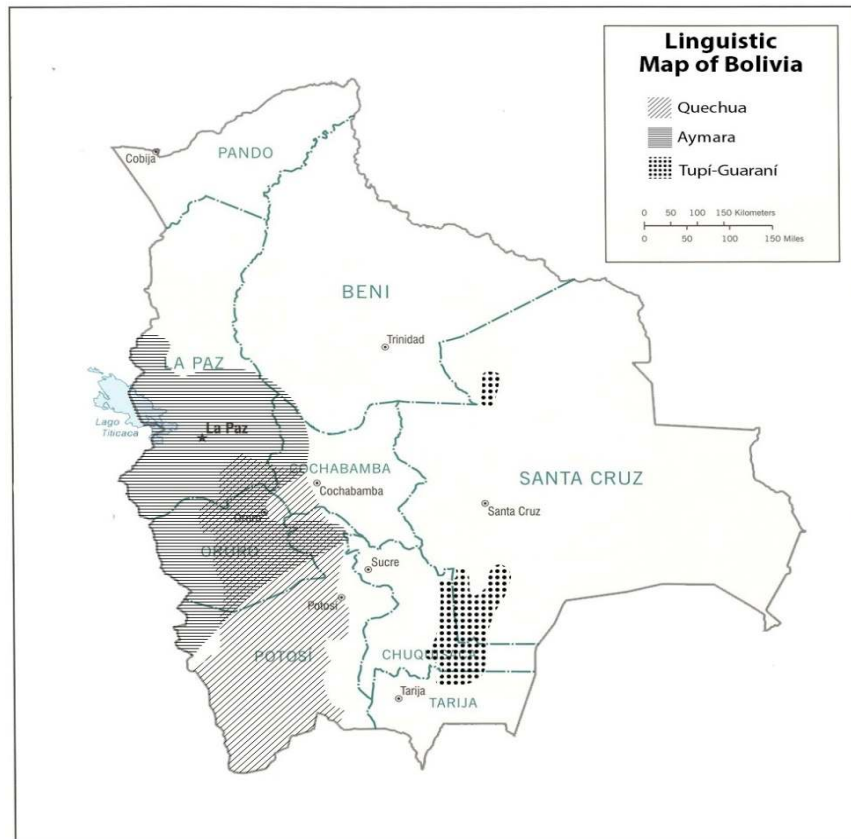 Linguistic
Map of Bolivia
Quechua
Aymara
Tupí-Guaraní
0 50 100 150 Kilometers
0 50 100 150 Miles
Cobija
PANDO
BENI
Trinidad
LA PAZ
Lago
Titicaca
La Paz
COCHABAMBA
Cochabamba
SANTA CRUZ
Santa Cruz
Oruro
ORURO
Sucre
Potosí
POTOSÍ
CHUQUISACA
Tarija
TARIJA